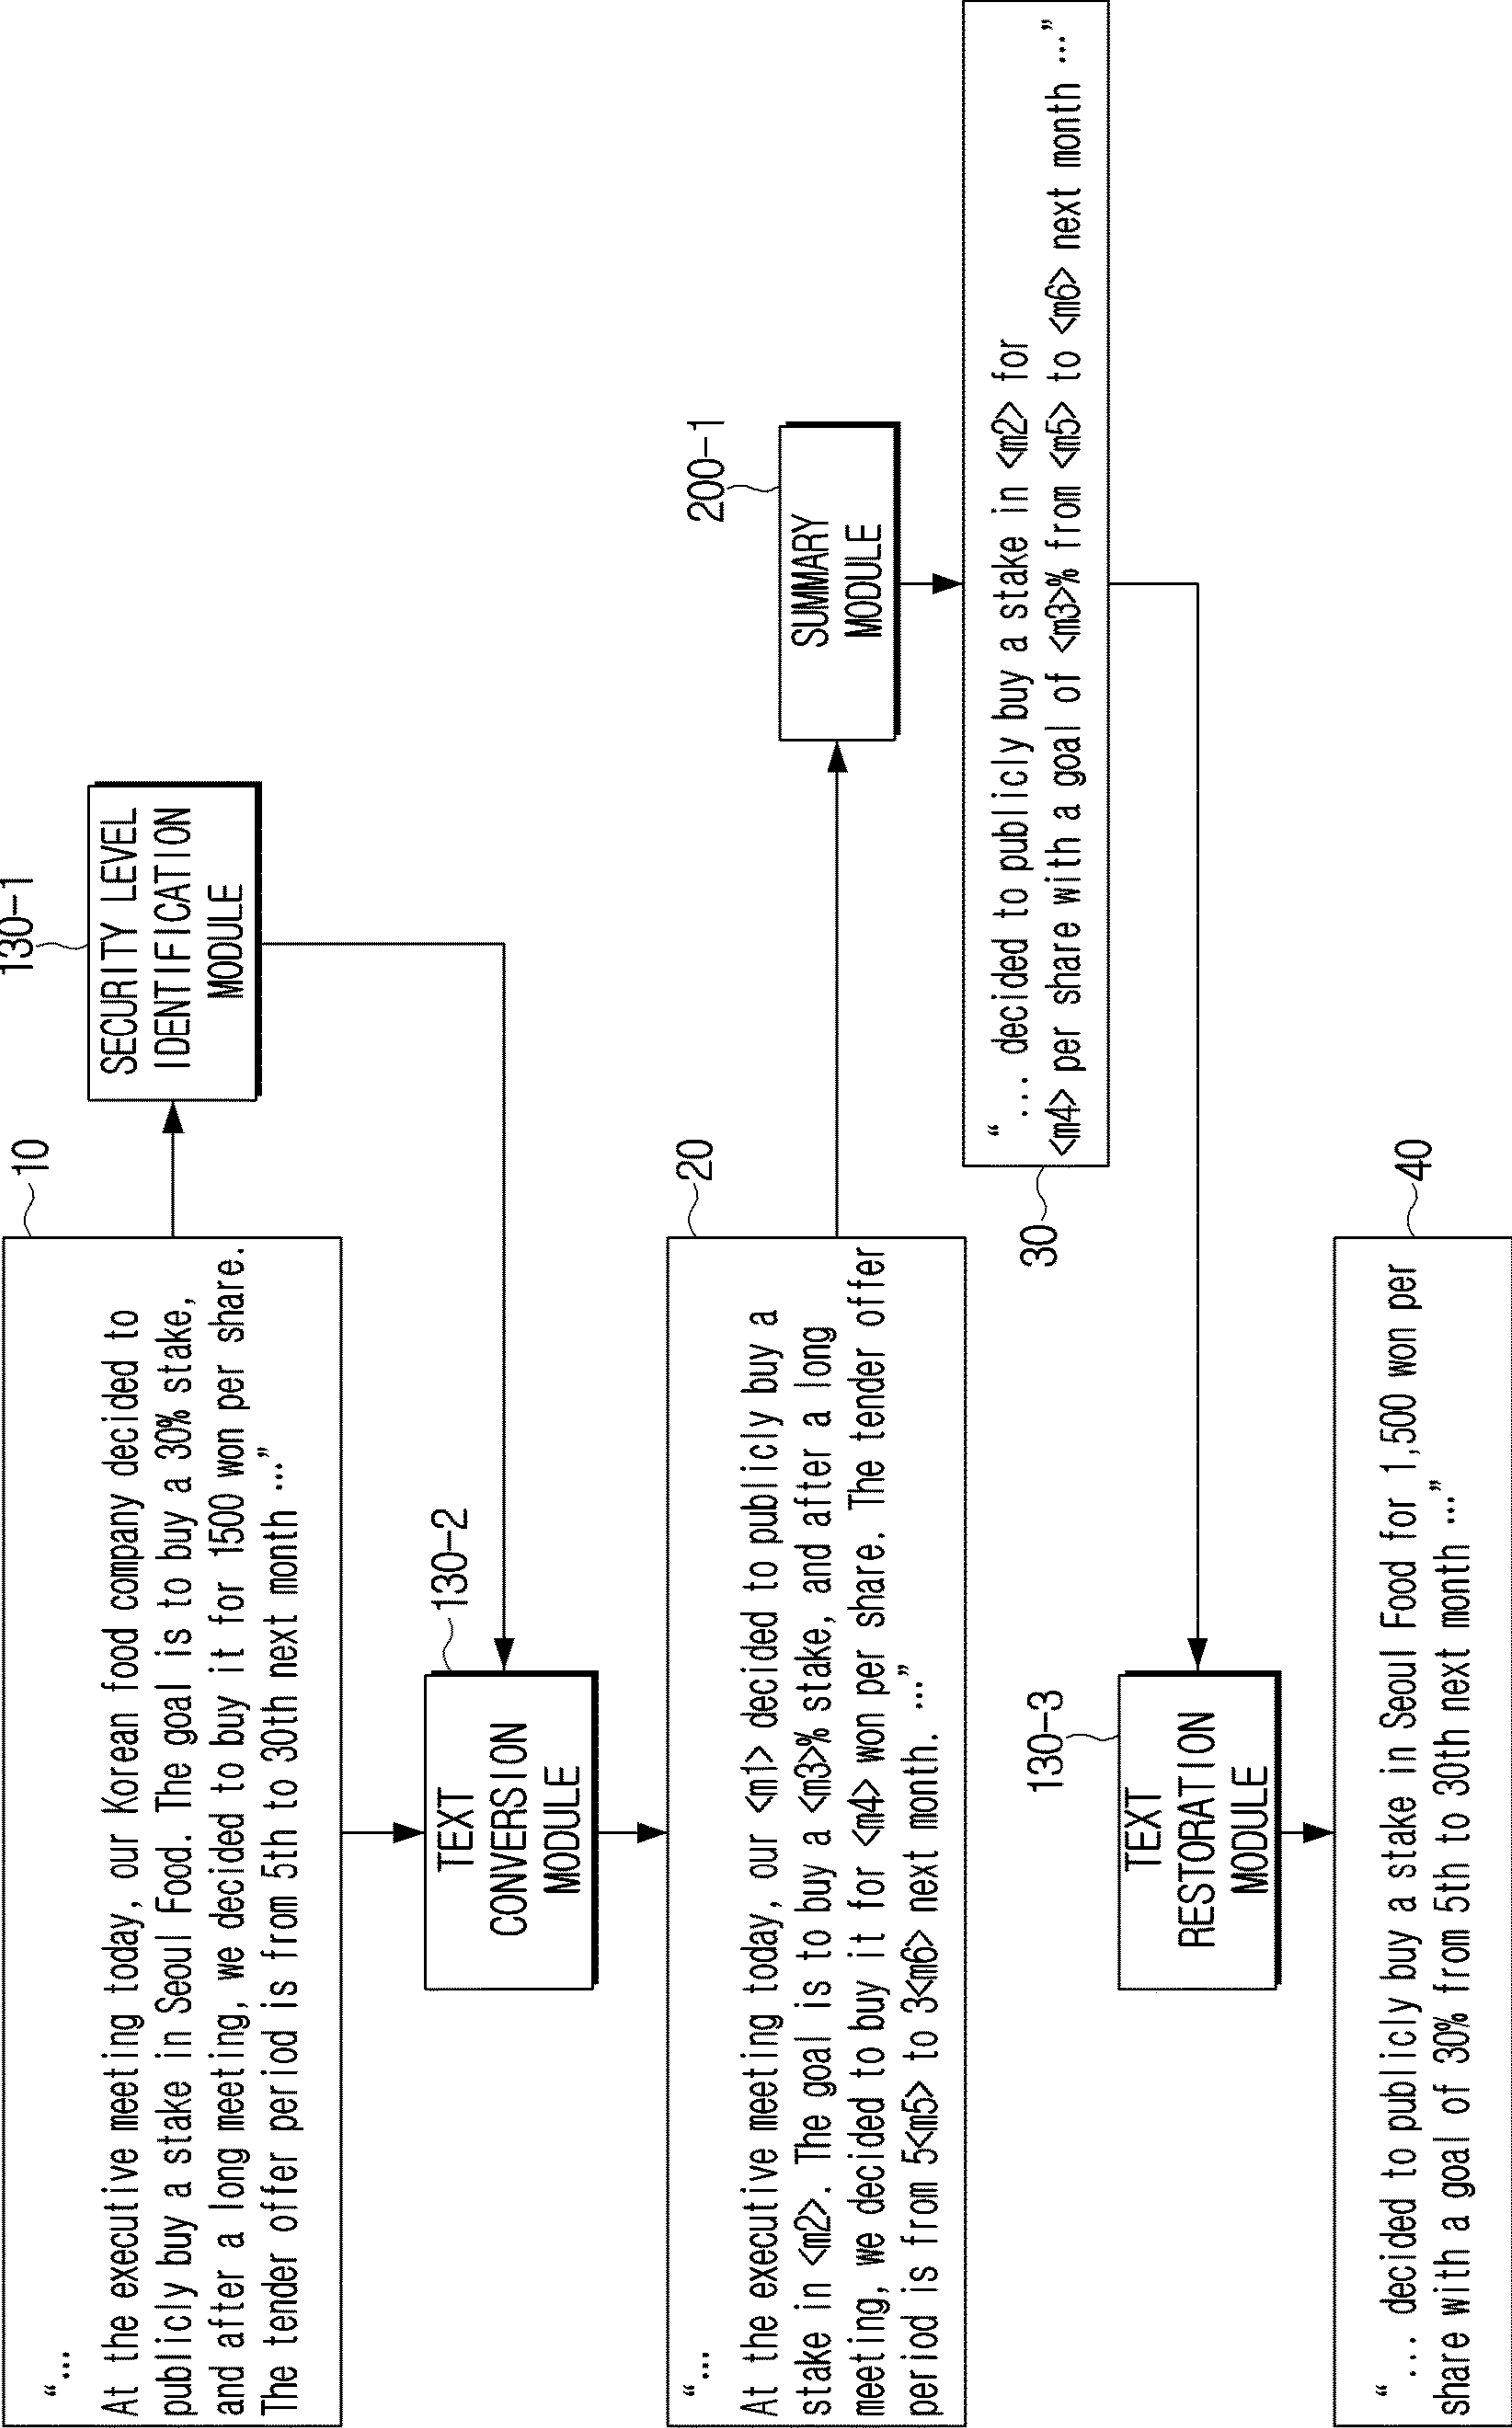 10
“...
At the executive meeting today, our Korean food company decided to
publicly buy a stake in Seoul Food. The goal is to buy a 30% stake,
and after a long meeting, we decided to buy it for 1500 won per share.
The tender offer period is from 5th to 30th next month ...”
130-1
SECURITY LEVEL
IDENTIFICATION
MODULE
130-2
TEXT
CONVERSION
MODULE
20
“...
At the executive meeting today, our <m1> decided to publicly buy a
stake in <m2>. The goal is to buy a <m3>% stake, and after a long
meeting, we decided to buy it for <m4> won per share. The tender offer
period is from 5<m5> to 3<m6> next month. ...”
200-1
SUMMARY
MODULE
30
“ ... decided to publicly buy a stake in <m2> for
<m4> per share with a goal of <m3>% from <m5> to <m6> next month ...”
130-3
TEXT
RESTORATION
MODULE
40
“ ... decided to publicly buy a stake in Seoul Food for 1,500 won per
share with a goal of 30% from 5th to 30th next month ...”